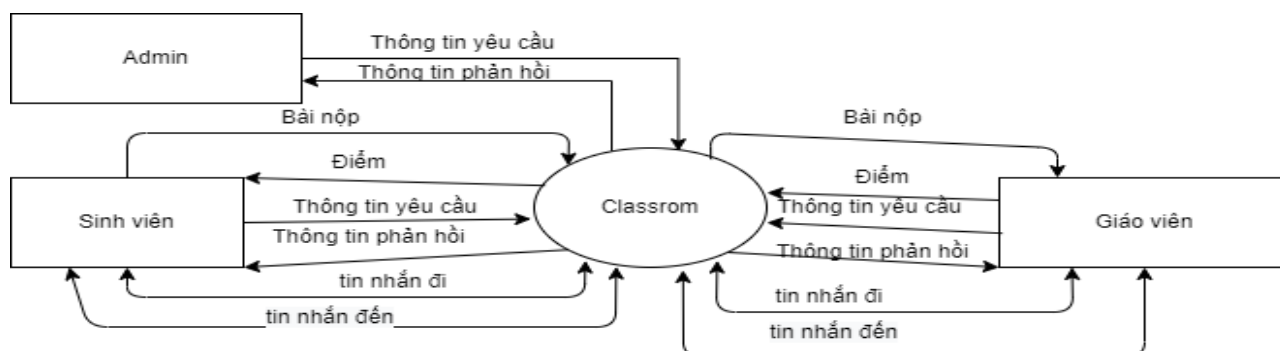 Admin
Thông tin yêu cầu
Thông tin phản hồi
Bài nộp
Bài nộp
Điểm
Điểm
Sinh viên
Thông tin yêu cầu
Classrom
Thông tin yêu cầu
Giáo viên
Thông tin phản hồi
Thông tin phản hồi
tin nhắn đi
tin nhắn đi
tin nhắn đến
tin nhắn đến